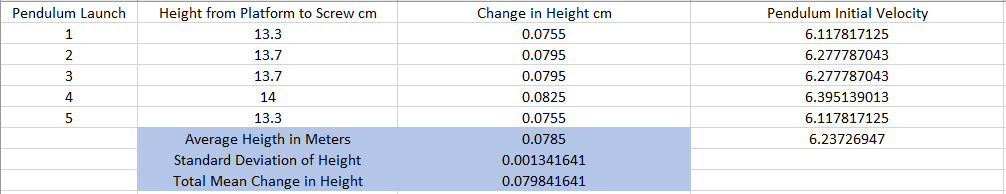 Pendulum Launch Height from Platform to Screw cm Change in Height cm Pendulum Initial Velocity
1 13.3 0.0755 6.117817125
2 13.7 0.0795 6.277787043
3 13.7 0.0795 6.277787043
4 14 0.0825 6.395139013
5 13.3 0.0755 6.117817125
Average Heigth in Meters 0.0785 6.23726947
Standard Deviation of Height 0.001341641
Total Mean Change in Height 0.079841641